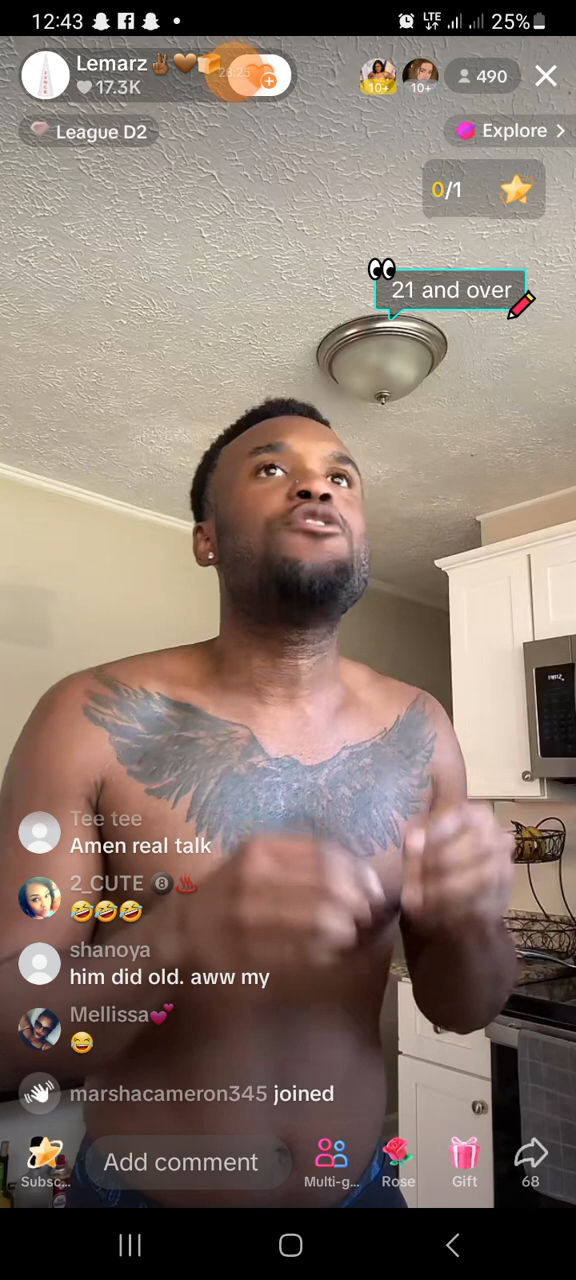 12:43
LTE
25%
Lemarz✌🏾🤎📦
17.3K
10+
10+
490
League D2
Explore >
0/1
21 and over
Tee tee
Amen real talk
2_CUTE 🎱♨️
🤣🤣🤣
shanoya
him did old. aww my
Mellissa💕
😂
marshacameron345 joined
Subsc...
Add comment
Multi-g...
Rose
Gift
68